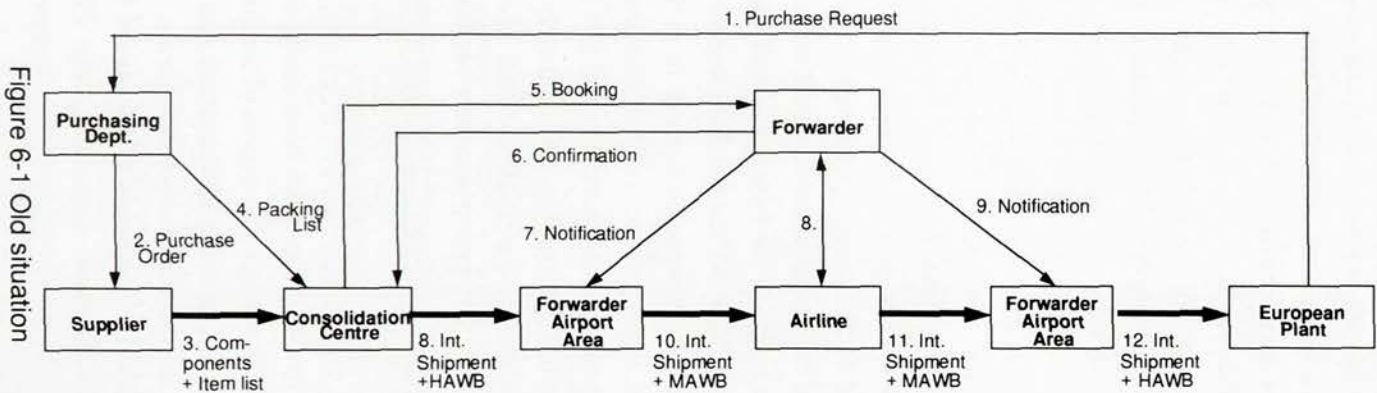 1. Purchase Request
Purchasing
Dept.
5. Booking
Forwarder
6. Confirmation
4. Packing
List
2. Purchase
Order
7. Notification
8.
9. Notification
Supplier
Consolidation
Centre
Forwarder
Airport
Area
Airline
Forwarder
Airport
Area
European
Plant
3. Com-
ponents
+ Item list
8. Int.
Shipment
+HAWB
10. Int.
Shipment
+ MAWB
11. Int.
Shipment
+ MAWB
12. Int.
Shipment
+ HAWB
Figure 6-1 Old situation